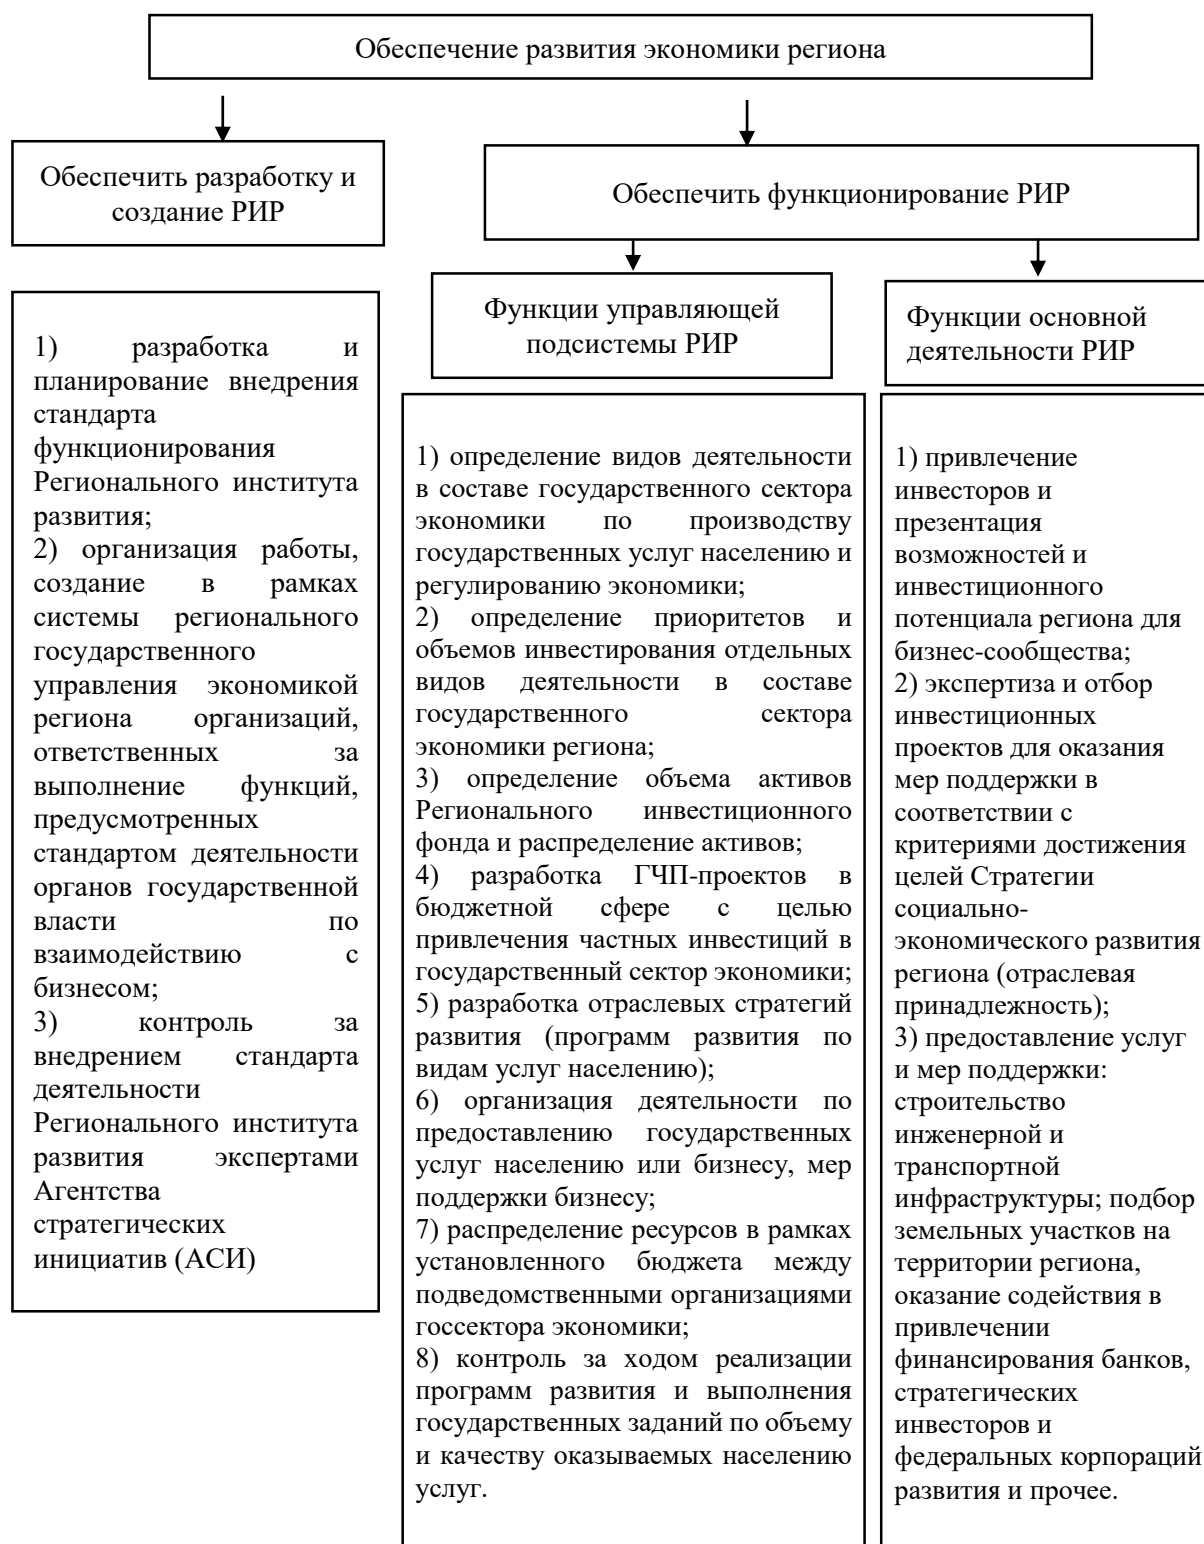 Обеспечение развития экономики региона
Обеспечить разработку и
создание РИР
Обеспечить функционирование РИР
Функции управляющей
подсистемы РИР
Функции основной
деятельности РИР
1) разработка и
планирование внедрения
стандарта
функционирования
Регионального института
развития;
2) организация работы,
создание в рамках
системы регионального
государственного
управления экономикой
региона организаций,
ответственных за
выполнение функций,
предусмотренных
стандартом деятельности
органов государственной
власти по
взаимодействию с
бизнесом;
3) контроль за
внедрением стандарта
деятельности
Регионального института
развития экспертами
Агентства
стратегических
инициатив (АСИ)
1) определение видов деятельности
в составе государственного сектора
экономики по производству
государственных услуг населению и
регулированию экономики;
2) определение приоритетов и
объемов инвестирования отдельных
видов деятельности в составе
государственного сектора
экономики региона;
3) определение объема активов
Регионального инвестиционного
фонда и распределение активов;
4) разработка ГЧП-проектов в
бюджетной сфере с целью
привлечения частных инвестиций в
государственный сектор экономики;
5) разработка отраслевых стратегий
развития (программ развития по
видам услуг населению);
6) организация деятельности по
предоставлению государственных
услуг населению или бизнесу, мер
поддержки бизнесу;
7) распределение ресурсов в рамках
установленного бюджета между
подведомственными организациями
госсектора экономики;
8) контроль за ходом реализации
программ развития и выполнения
государственных заданий по объему
и качеству оказываемых населению
услуг.
1) привлечение
инвесторов и
презентация
возможностей и
инвестиционного
потенциала региона для
бизнес-сообщества;
2) экспертиза и отбор
инвестиционных
проектов для оказания
мер поддержки в
соответствии с
критериями достижения
целей Стратегии
социально-
экономического развития
региона (отраслевая
принадлежность);
3) предоставление услуг
и мер поддержки:
строительство
инженерной и
транспортной
инфраструктуры; подбор
земельных участков на
территории региона,
оказание содействия в
привлечении
финансирования банков,
стратегических
инвесторов и
федеральных корпораций
развития и прочее.